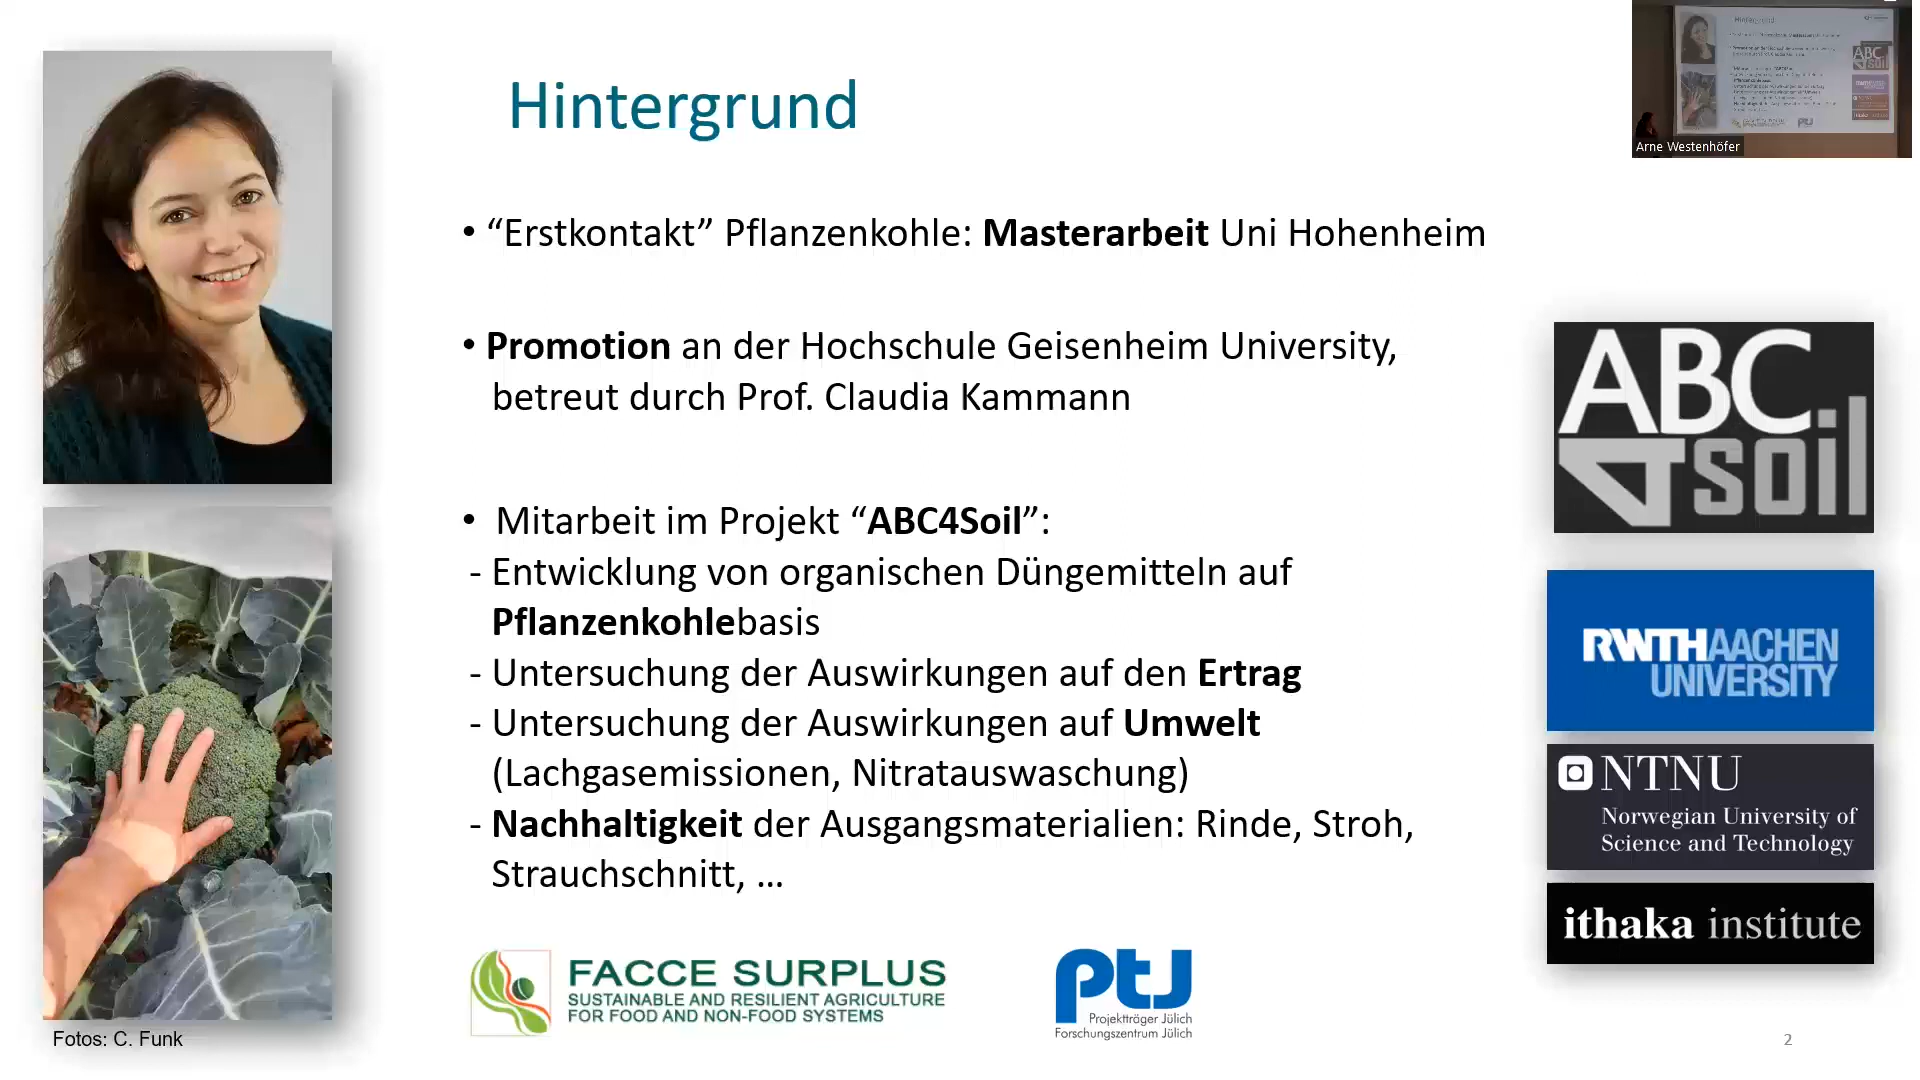 Hintergrund
Arne Westenhöfer
• “Erstkontakt” Pflanzenkohle: Masterarbeit Uni Hohenheim
• Promotion an der Hochschule Geisenheim University,
betreut durch Prof. Claudia Kammann
• Mitarbeit im Projekt “ABC4Soil”:
- Entwicklung von organischen Düngemitteln auf
Pflanzenkohlebasis
- Untersuchung der Auswirkungen auf den Ertrag
- Untersuchung der Auswirkungen auf Umwelt
(Lachgasemissionen, Nitratauswaschung)
- Nachhaltigkeit der Ausgangsmaterialien: Rinde, Stroh,
Strauchschnitt, …
ABC
4soil
RWTHAACHEN
UNIVERSITY
NTNU
Norwegian University of
Science and Technology
ithaka institute
FACCE SURPLUS
SUSTAINABLE AND RESILIENT AGRICULTURE
FOR FOOD AND NON-FOOD SYSTEMS
ptJ
Projektträger Jülich
Forschungszentrum Jülich
Fotos: C. Funk
2